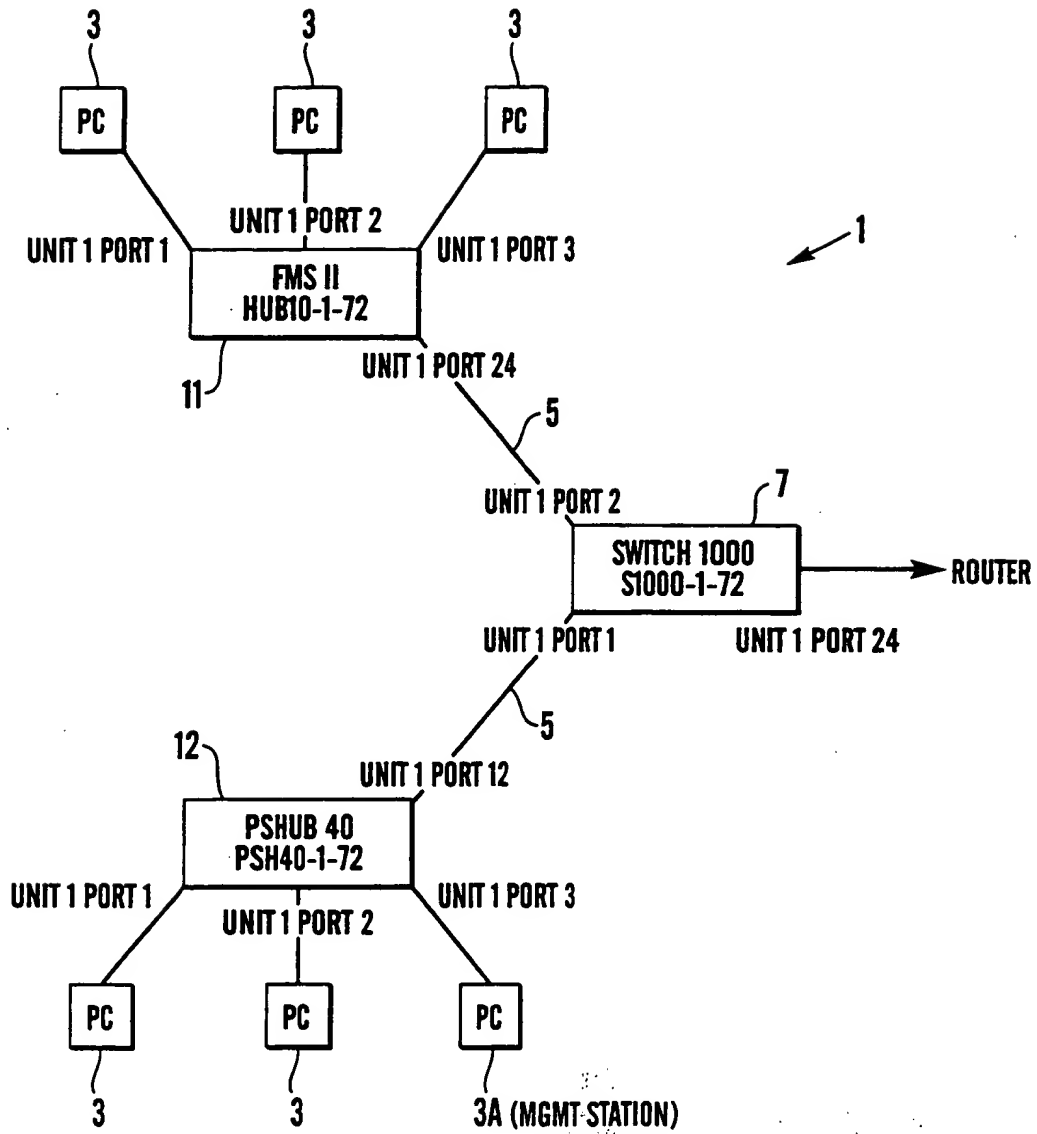 3 3 3
PC PC PC
UNIT 1 PORT 2
UNIT 1 PORT 1 UNIT 1 PORT 3
1
FMS II
HUB10-1-72
UNIT 1 PORT 24
11
5
7
UNIT 1 PORT 2
SWITCH 1000
S1000-1-72
ROUTER
UNIT 1 PORT 1 UNIT 1 PORT 24
5
12
UNIT 1 PORT 12
PSHUB 40
PSH40-1-72
UNIT 1 PORT 1 UNIT 1 PORT 3
UNIT 1 PORT 2
PC PC PC
3 3 3A (MGMT STATION)